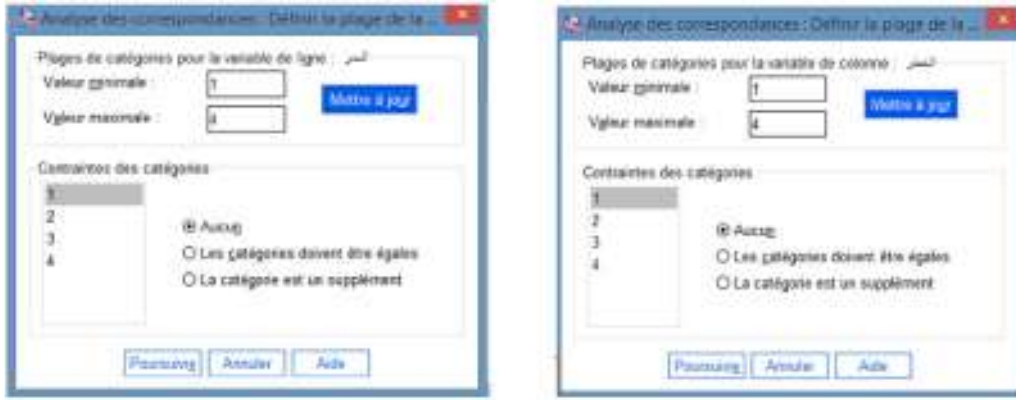 Analyse des correspondances : Définir la plage de la ...
Plages de catégories pour la variable de ligne :
Valeur minimale :
1
Mettre à jour
Valeur maximale :
4
Contraintes des catégories
1
2
3
4
Aucun
Les catégories doivent être égales
La catégorie est un supplément
Poursuivre
Annuler
Aide
Analyse des correspondances : Définir la plage de la ...
Plages de catégories pour la variable de colonne :
Valeur minimale :
1
Mettre à jour
Valeur maximale :
4
Contraintes des catégories
1
2
3
4
Aucun
Les catégories doivent être égales
La catégorie est un supplément
Poursuivre
Annuler
Aide